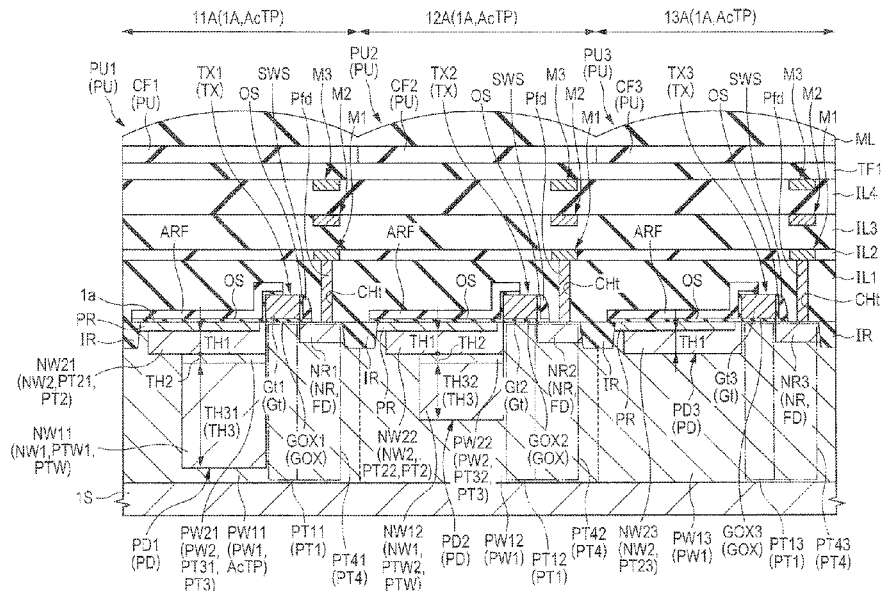 11A(1A,AcTP) 12A(1A,AcTP) 13A(1A,AcTP)
PU1
(PU)
CF1
(PU)
TX1
(TX)
SWS
OS
Pfd
M3
M2
M1
PU2
(PU)
CF2
(PU)
TX2
(TX)
SWS
OS
Pfd
M3
M2
M1
PU3
(PU)
CF3
(PU)
TX3
(TX)
SWS
OS
Pfd
M3
M2
M1
ML
TF1
IL4
IL3
IL2
IL1
CHt
IR
ARF
ARF
ARF
1a
OS
CHt
OS
CHt
OS
PR
IR
TH1
TH1
TH1
NW21
(NW2,
PT21,
PT2)
TH2
TH2
TH31
(TH3)
Gt1
(Gt)
NR1
(NR,
FD)
IR
PR
TH32
(TH3)
Gt2
(Gt)
NR2
(NR,
FD)
IR
PR
PD3
(PD)
Gt3
(Gt)
NR3
(NR,
FD)
NW11
(NW1,
PTW1,
PTW)
GOX1
(GOX)
NW22
(NW2,
PT22,PT2)
PW22
(PW2,
PT32,
PT3)
GOX2
(GOX)
1S
PD1
(PD)
PW21
(PW2,
PT31,
PT3)
PW11
(PW1,
AcTP)
PT11
(PT1)
PT41
(PT4)
NW12
(NW1,
PTW2,
PTW)
PD2
(PD)
PW12
(PW1)
PT12
(PT1)
PT42
(PT4)
NW23
(NW2,
PT23)
PW13
(PW1)
GOX3
(GOX)
PT13
(PT1)
PT43
(PT4)